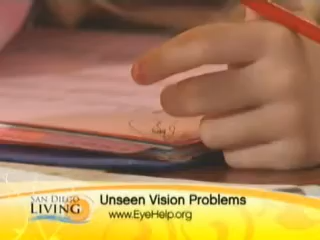 SAN DIEGO
LIVING
Unseen Vision Problems
www.EyeHelp.org